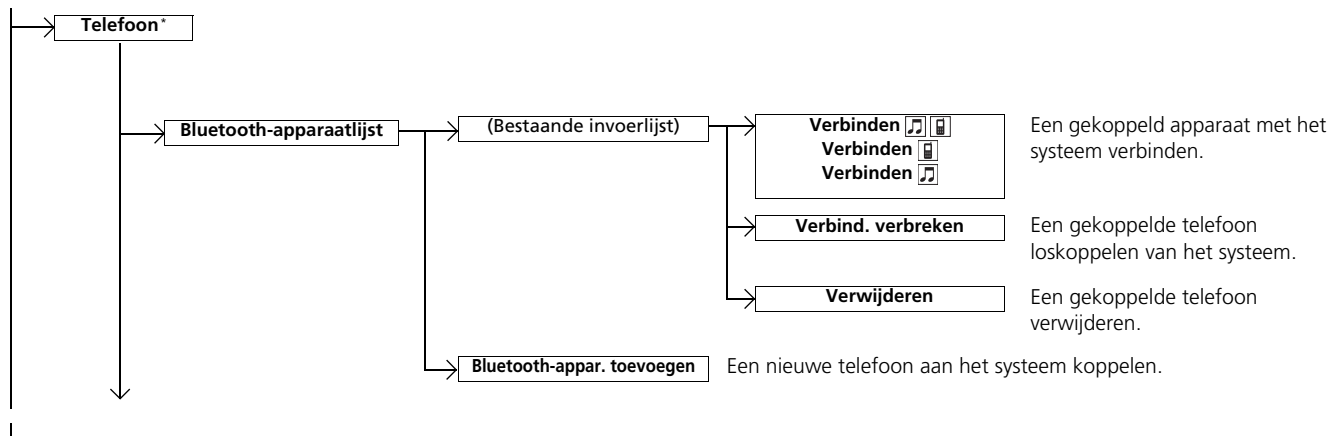 Telefoon*
Bluetooth-apparaatlijst
(Bestaande invoerlijst)
Verbinden
Verbinden
Verbinden
Een gekoppeld apparaat met het
systeem verbinden.
Verbind. verbreken
Een gekoppelde telefoon
loskoppelen van het systeem.
Verwijderen
Een gekoppelde telefoon
verwijderen.
Bluetooth-appar. toevoegen
Een nieuwe telefoon aan het systeem koppelen.